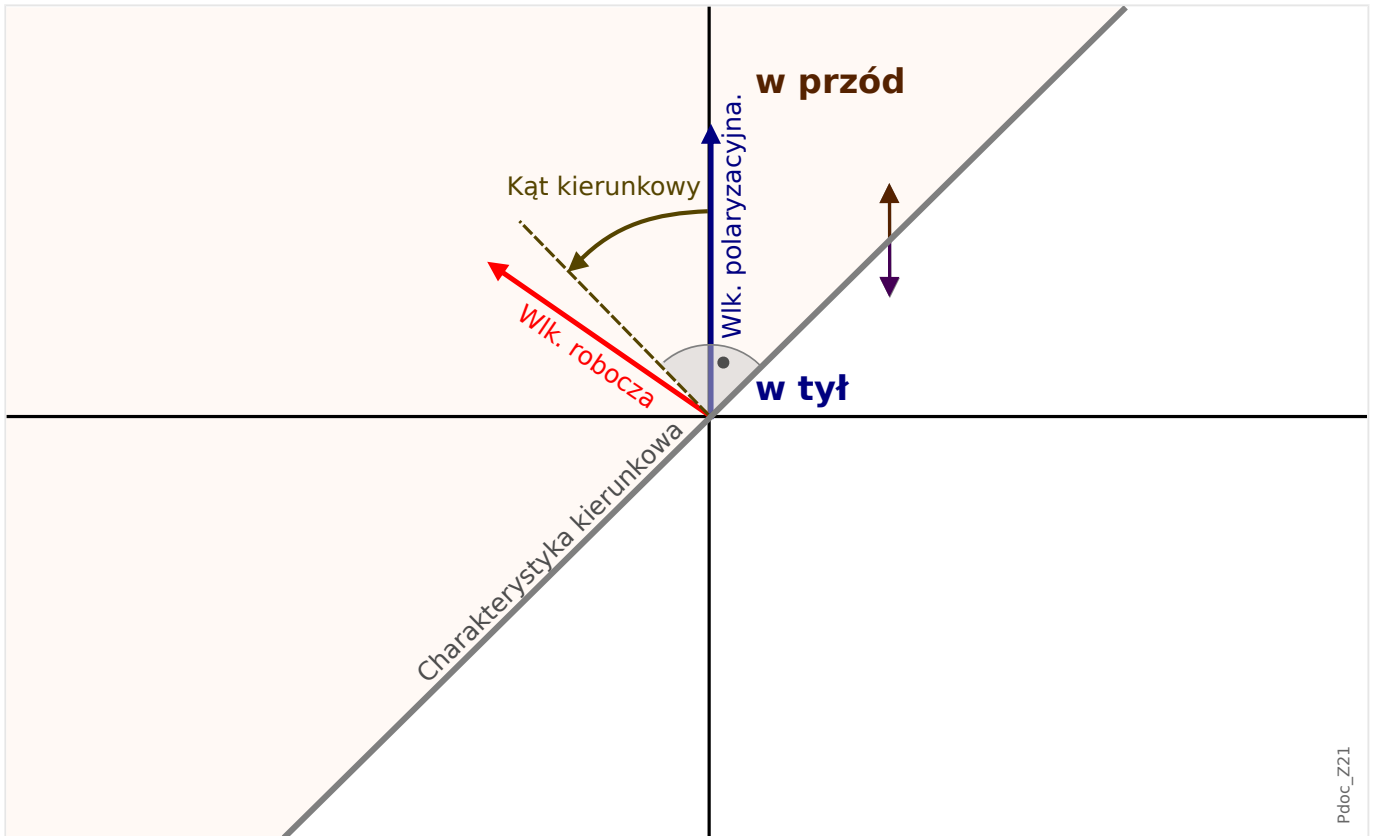 w przód
Wlk. polaryzacyjna.
Kąt kierunkowy
Wlk. robocza
w tył
Charakterystyka kierunkowa
Pdoc_Z21